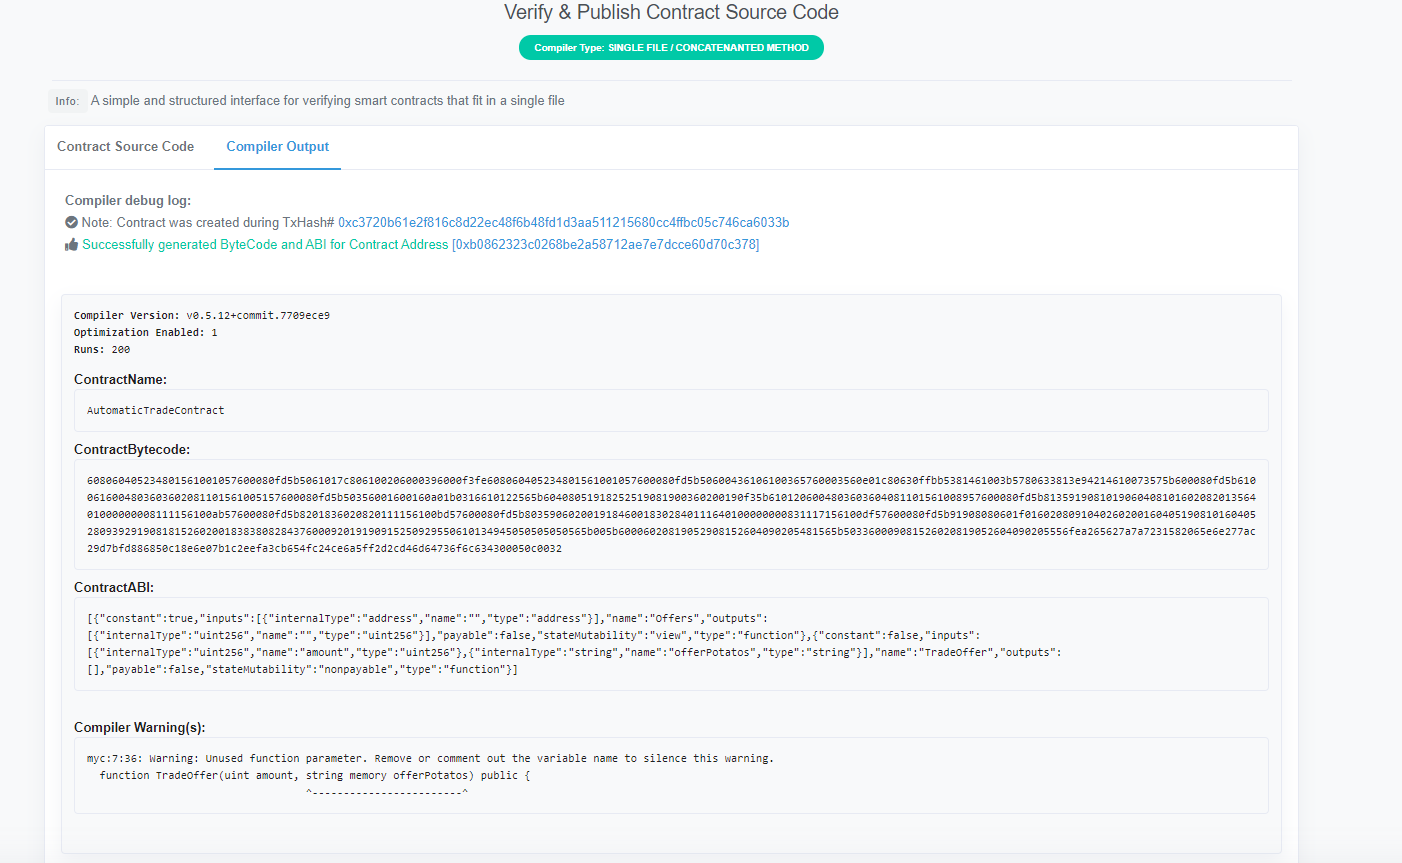 Verify & Publish Contract Source Code
Compiler Type: SINGLE FILE / CONCATENANTED METHOD
Info: A simple and structured interface for verifying smart contracts that fit in a single file
Contract Source Code Compiler Output
Compiler debug log:
Note: Contract was created during TxHash# 0xc3720b61e2f816c8d22ec48f6b48fd1d3aa511215680cc4ffbc05c746ca6033b
Successfully generated ByteCode and ABI for Contract Address [0xb0862323c0268be2a58712ae7e7dcce60d70c378]
Compiler Version: v0.5.12+commit.7709ece9
Optimization Enabled: 1
Runs: 200
ContractName:
AutomaticTradeContract
ContractBytecode:
ContractABI:
[{"constant":true,"inputs":[{"internalType":"address","name":"","type":"address"}],"name":"Offers","outputs":
[{"internalType":"uint256","name":"","type":"uint256"}],"payable":false,"stateMutability":"view","type":"function"},{"constant":false,"inputs":
[{"internalType":"uint256","name":"amount","type":"uint256"},{"internalType":"string","name":"offerPotatos","type":"string"}],"name":"TradeOffer","outputs":
[],"payable":false,"stateMutability":"nonpayable","type":"function"}]
Compiler Warning(s):
myc:7:36: Warning: Unused function parameter. Remove or comment out the variable name to silence this warning.
function TradeOffer(uint amount, string memory offerPotatos) public {
^------------------------^